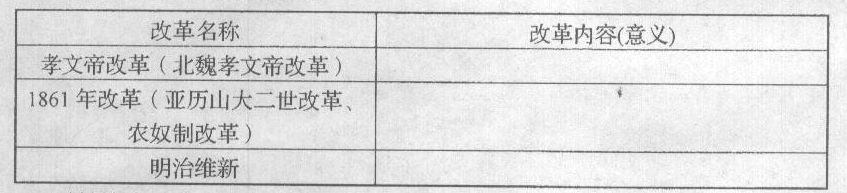 改革名称 改革内容(意义)
孝文帝改革（北魏孝文帝改革）
1861年改革（亚历山大二世改革、
农奴制改革）
明治维新